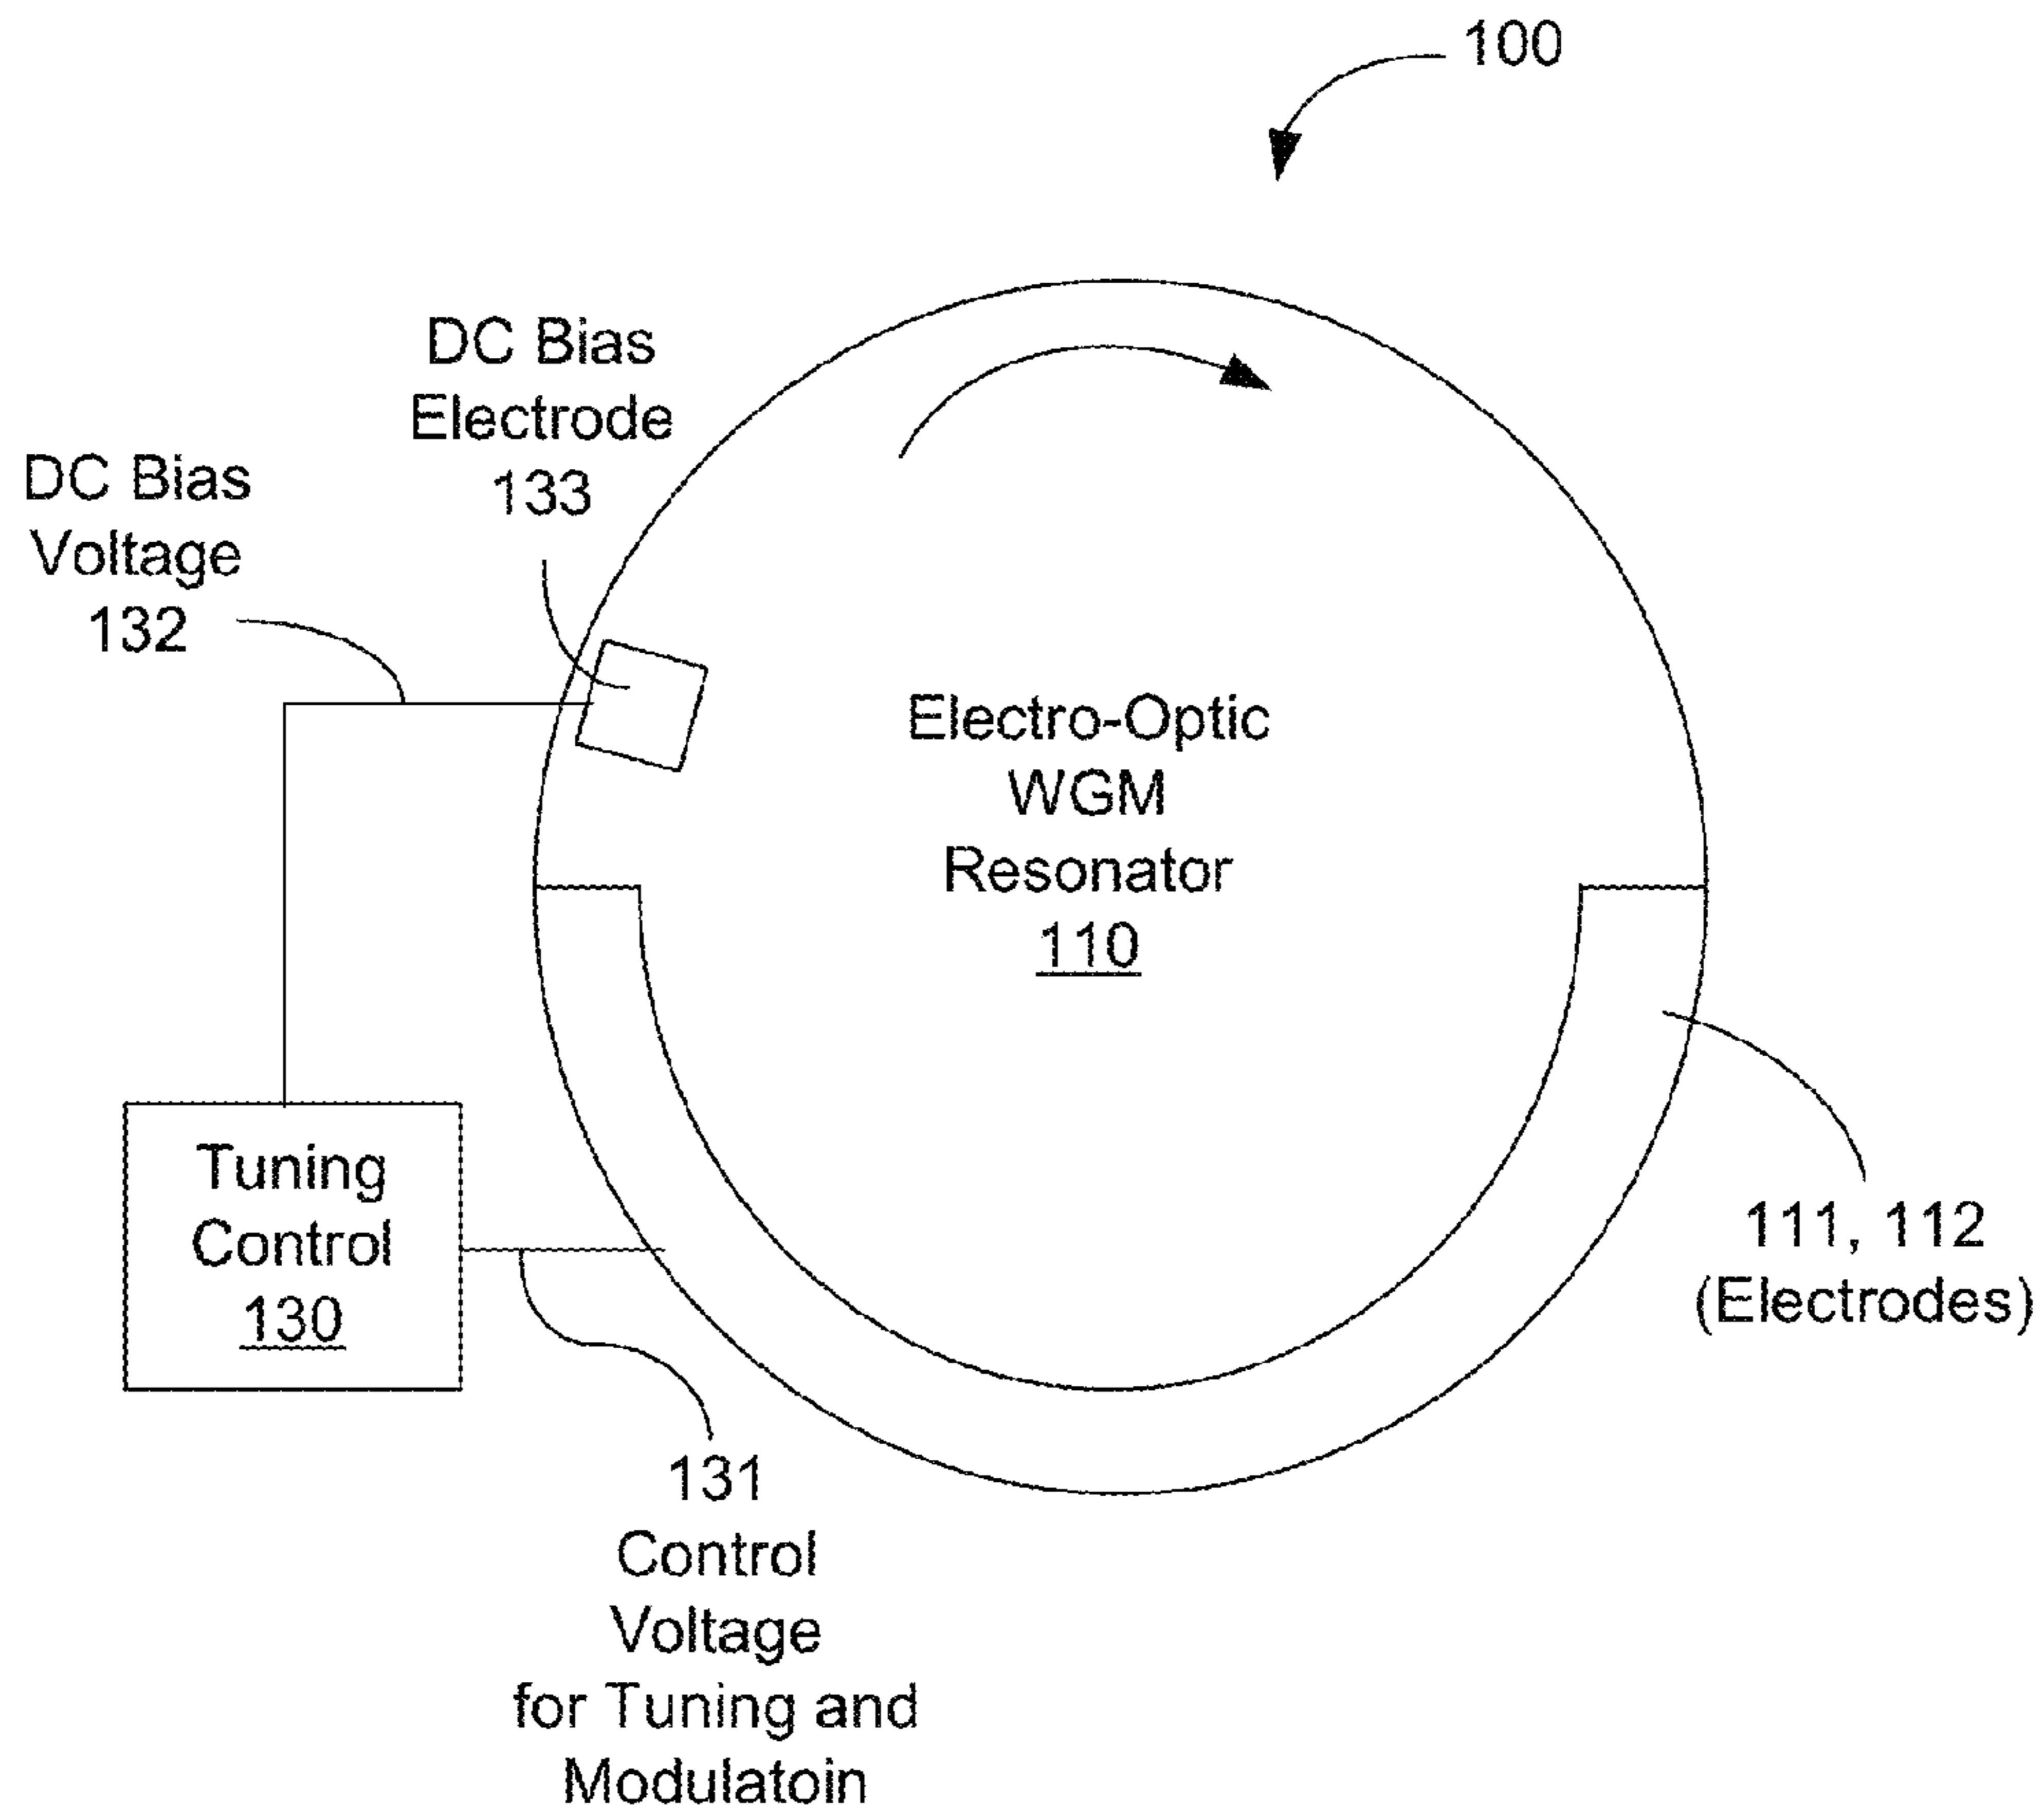 100
DC Bias
Electrode
133
DC Bias
Voltage
132
Electro-Optic
WGM
Resonator
110
Tuning
Control
130
111, 112
(Electrodes)
131
Control
Voltage
for Tuning and
Modulatoin